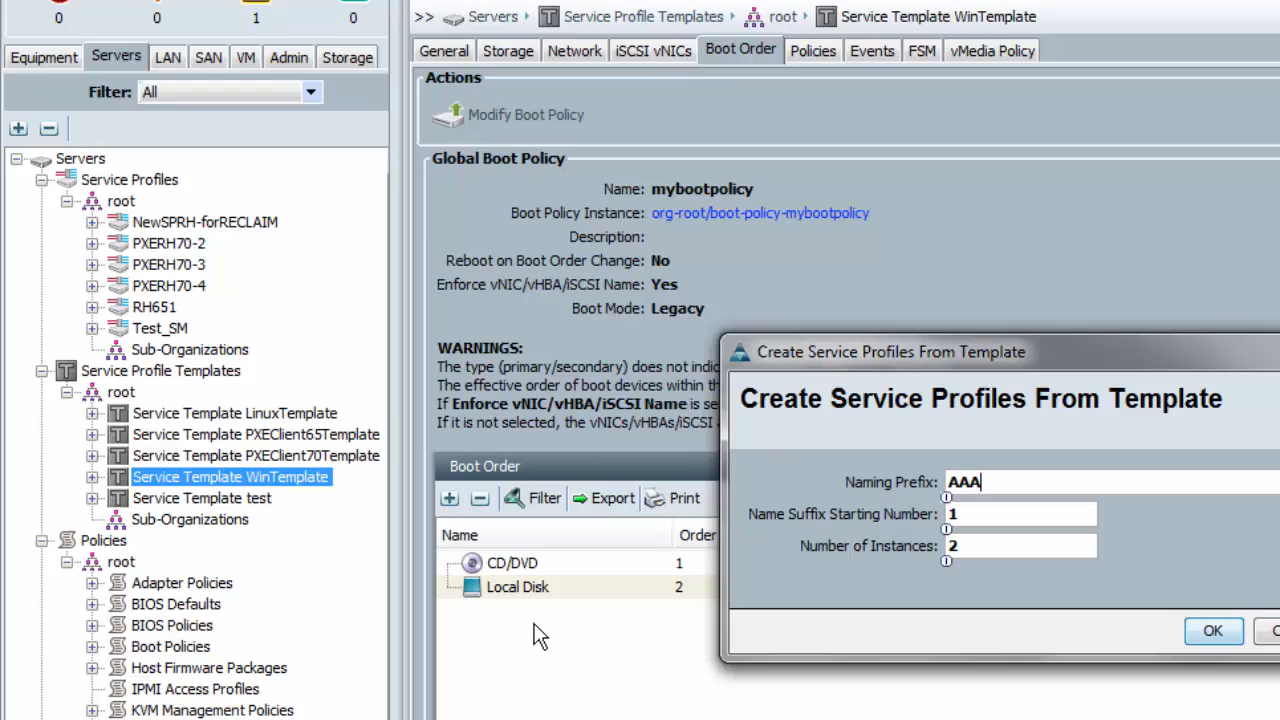 0 0 1 0
Equipment Servers LAN SAN VM Admin Storage
Filter: All
Servers
Service Profiles
root
NewSPRH-forRECLAIM
PXERH70-2
PXERH70-3
PXERH70-4
RH651
Test_SM
Sub-Organizations
Service Profile Templates
root
Service Template LinuxTemplate
Service Template PXEClient65Template
Service Template PXEClient70Template
Service Template WinTemplate
Service Template test
Sub-Organizations
Policies
root
Adapter Policies
BIOS Defaults
BIOS Policies
Boot Policies
Host Firmware Packages
IPMI Access Profiles
KVM Management Policies
>> Servers Service Profile Templates root Service Template WinTemplate
General Storage Network iSCSI vNICs Boot Order Policies Events FSM vMedia Policy
Actions
Modify Boot Policy
Global Boot Policy
Name: mybootpolicy
Boot Policy Instance: org-root/boot-policy-mybootpolicy
Description:
Reboot on Boot Order Change: No
Enforce vNIC/vHBA/iSCSI Name: Yes
Boot Mode: Legacy
WARNINGS:
The type (primary/secondary) does not indic
The effective order of boot devices within th
If Enforce vNIC/vHBA/iSCSI Name is se
If it is not selected, the vNICs/vHBAs/iSCSI
Boot Order
Filter Export Print
Name Order
CD/DVD 1
Local Disk 2
Create Service Profiles From Template
Create Service Profiles From Template
Naming Prefix: AAA
Name Suffix Starting Number: 1
Number of Instances: 2
OK